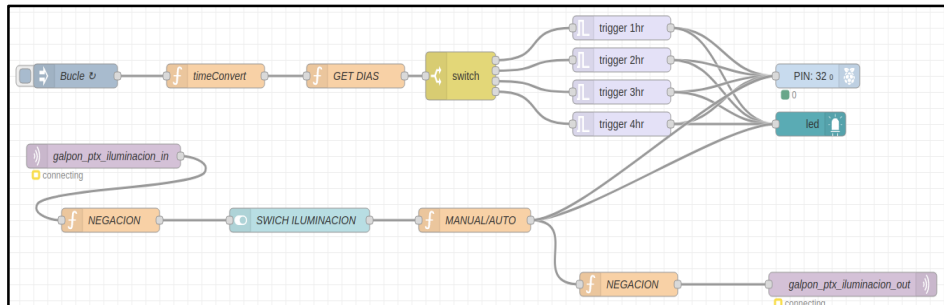 trigger 1hr
trigger 2hr
Bucle ↻
timeConvert
GET DIAS
switch
PIN: 32
0
trigger 3hr
trigger 4hr
led
galpon_ptx_iluminacion_in
connecting
NEGACION
SWICH ILUMINACION
MANUAL/AUTO
NEGACION
galpon_ptx_iluminacion_out
connecting